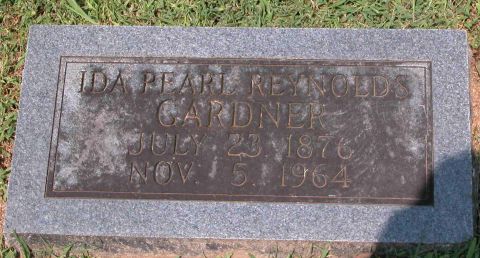 IDA PEARL REYNOLDS
GARDNER
JULY 23 1876
NOV. 5. 1964